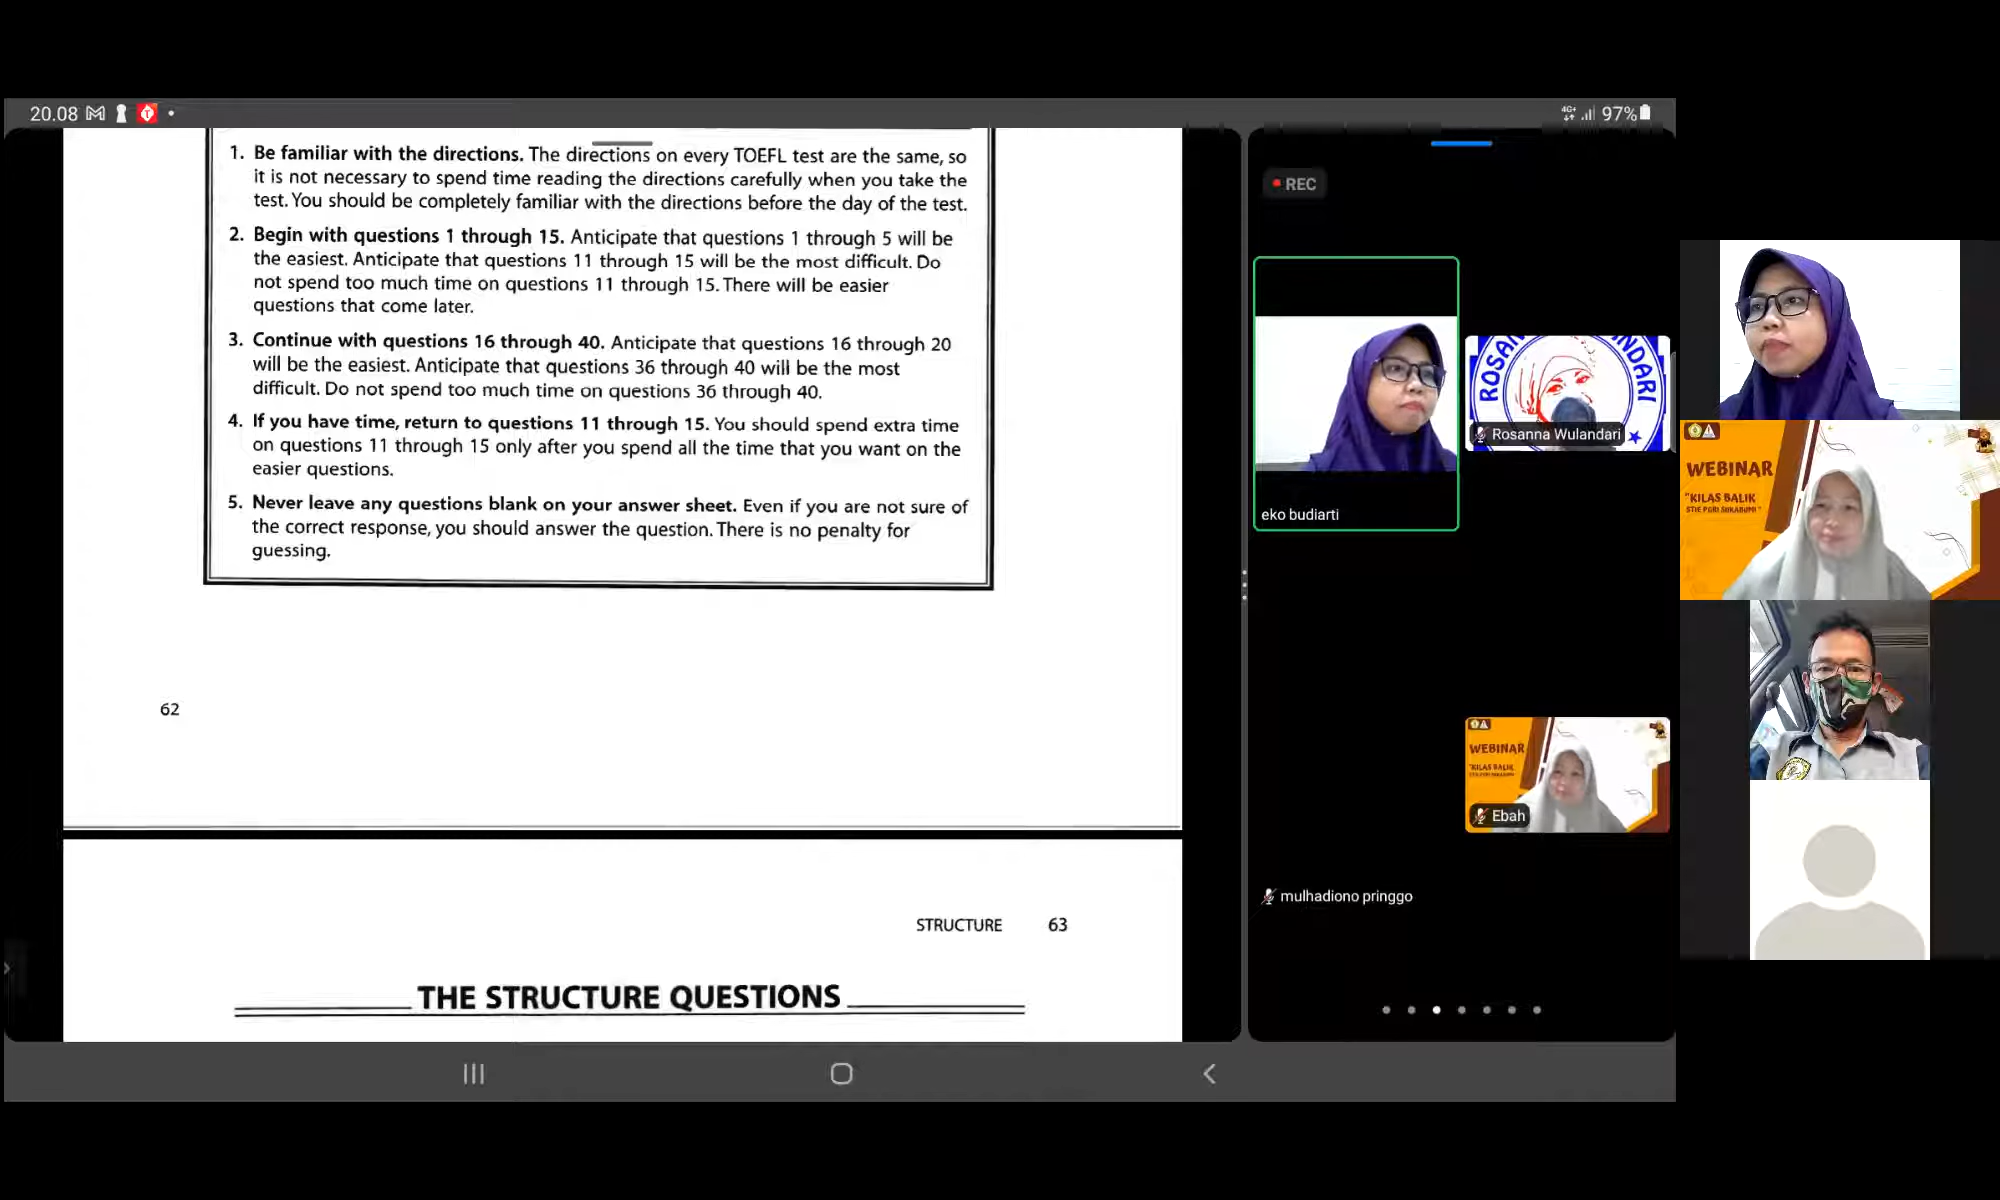 20.08
97%
1. Be familiar with the directions. The directions on every TOEFL test are the same, so
it is not necessary to spend time reading the directions carefully when you take the
test. You should be completely familiar with the directions before the day of the test.
2. Begin with questions 1 through 15. Anticipate that questions 1 through 5 will be
the easiest. Anticipate that questions 11 through 15 will be the most difficult. Do
not spend too much time on questions 11 through 15. There will be easier
questions that come later.
3. Continue with questions 16 through 40. Anticipate that questions 16 through 20
will be the easiest. Anticipate that questions 36 through 40 will be the most
difficult. Do not spend too much time on questions 36 through 40.
4. If you have time, return to questions 11 through 15. You should spend extra time
on questions 11 through 15 only after you spend all the time that you want on the
easier questions.
5. Never leave any questions blank on your answer sheet. Even if you are not sure of
the correct response, you should answer the question. There is no penalty for
guessing.
62
STRUCTURE 63
THE STRUCTURE QUESTIONS
REC
eko budiarti
Rosanna Wulandari
WEBINAR
"KILAS BALIK
Ebah
mulhadiono pringgo
WEBINAR
"KILAS BALIK
STIE PGRI SUKABUMI"